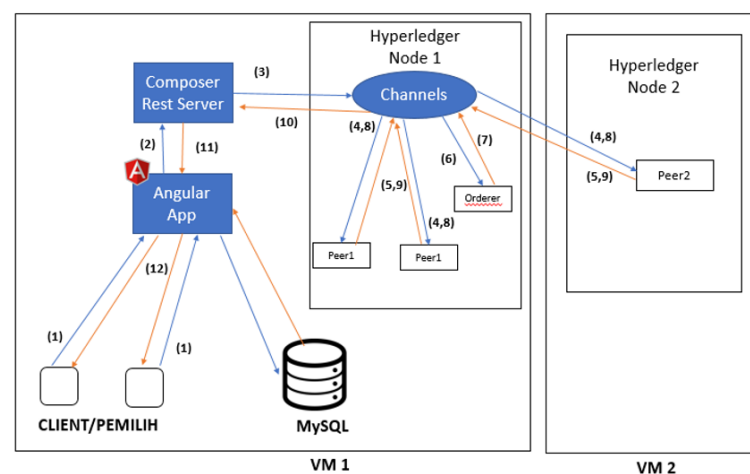 Hyperledger
Node 1
Hyperledger
Node 2
Composer
Rest Server
(3)
Channels
(10)
(4,8)
(7)
(6)
(4,8)
(5,9)
(2)
(11)
A
Angular
App
(5,9)
Orderer
Peer2
(4,8)
Peer1
Peer1
(12)
(1)
(1)
CLIENT/PEMILIH
MySQL
VM 1
VM 2